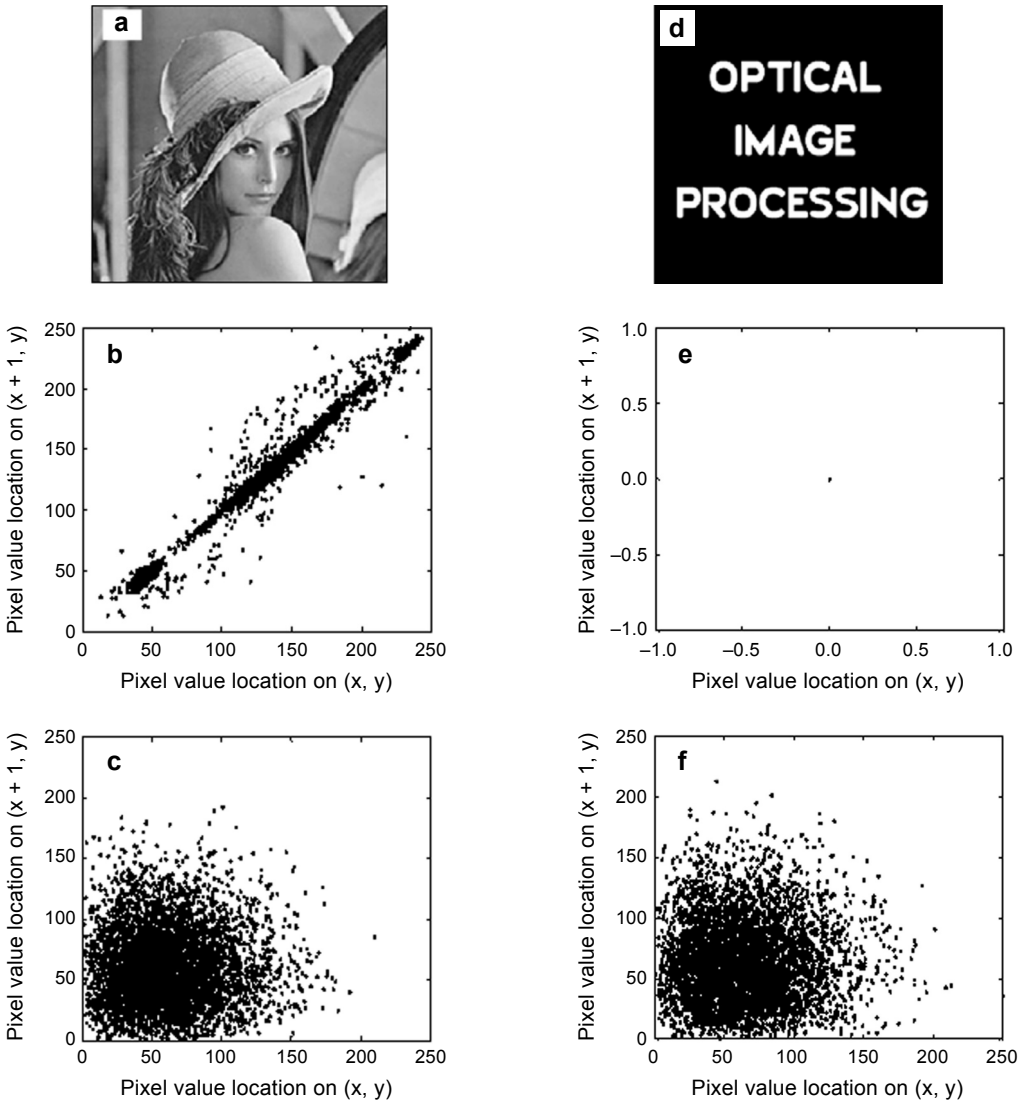 a
d
OPTICAL
IMAGE
PROCESSING
b
Pixel value location on (x + 1, y)
250
200
150
100
50
0
0 50 100 150 200 250
Pixel value location on (x, y)
e
Pixel value location on (x + 1, y)
1.0
0.5
0.0
–0.5
–1.0
–1.0 –0.5 0.0 0.5 1.0
Pixel value location on (x, y)
c
Pixel value location on (x + 1, y)
250
200
150
100
50
0
0 50 100 150 200 250
Pixel value location on (x, y)
f
Pixel value location on (x + 1, y)
250
200
150
100
50
0
0 50 100 150 200 250
Pixel value location on (x, y)